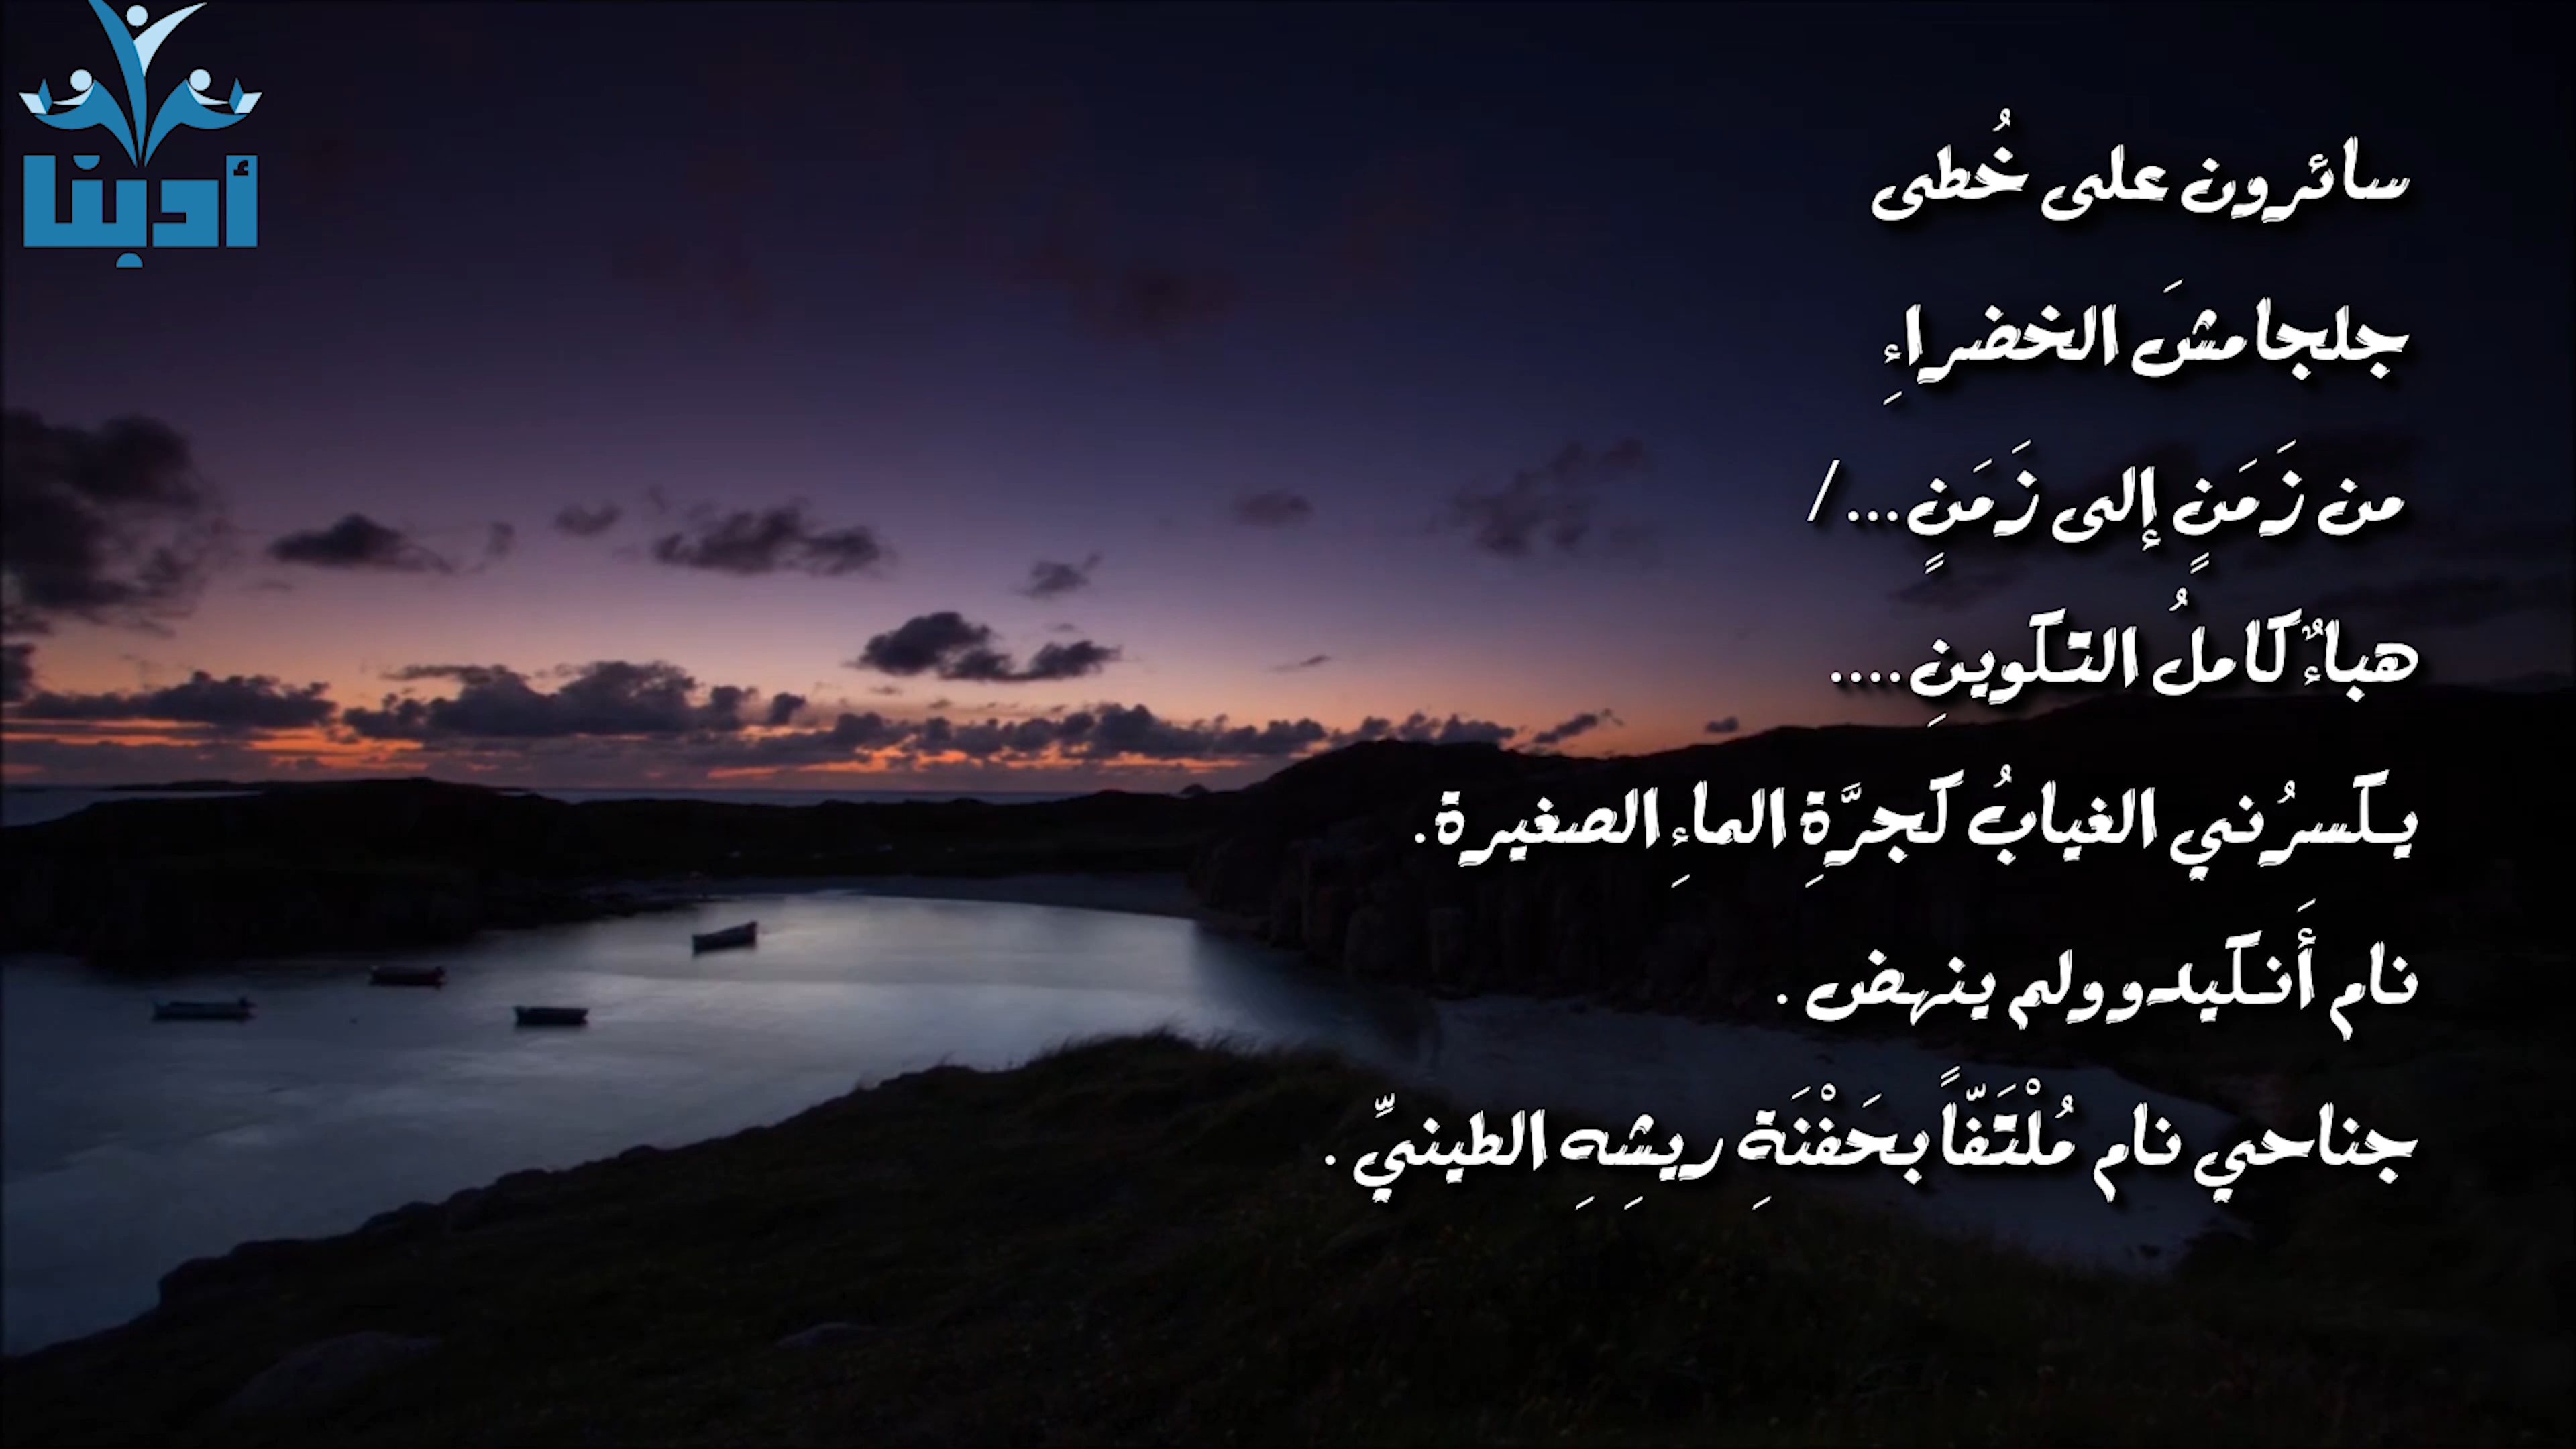 أدبنا
سائرون على خُطى
جلجامشَ الخضراءِ
من زَمَنٍ إلى زَمَنٍ... /
هباءٌ كاملُ التكوينِ....
يكسرُني الغيابُ كجرَّةِ الماءِ الصغيرة.
نام أَنكيدو ولم ينهض .
جناحي نام مُلْتَفّاً بحَفْنَةِ ريشِهِ الطينيِّ .